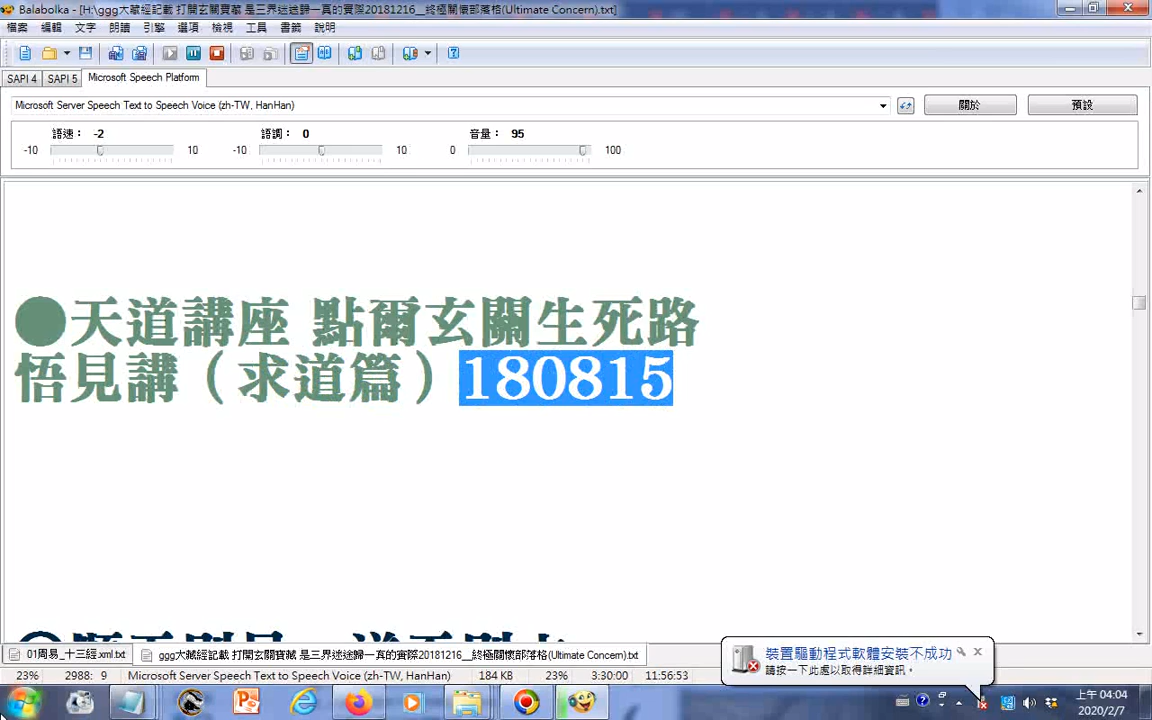 Balabolka - [H:\ggg大藏經記載 打開玄關寶藏 是三界迷途歸一真的實際20181216__終極關懷部落格(Ultimate Concern).txt]
檔案 編輯 文字 朗讀 引擎 選項 檢視 工具 書籤 說明
SAPI 4 SAPI 5 Microsoft Speech Platform
Microsoft Server Speech Text to Speech Voice (zh-TW, HanHan)
關於 預設
語速： -2 語調： 0 音量： 95
-10 10 -10 10 0 100
●天道講座 點爾玄關生死路
悟見講（求道篇）180815
01周易_十三經.xml.txt ggg大藏經記載 打開玄關寶藏 是三界迷途歸一真的實際20181216__終極關懷部落格(Ultimate Concern).txt
23% 2988: 9 Microsoft Server Speech Text to Speech Voice (zh-TW, HanHan) 184 KB 23% 3:30:00 11:56:53
裝置驅動程式軟體安裝不成功
請按一下此處以取得詳細資訊。
上午 04:04
2020/2/7